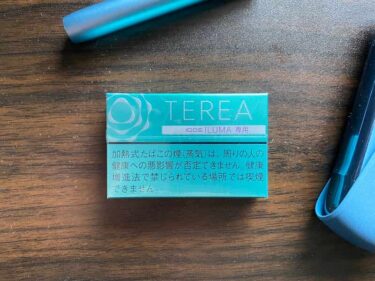 TEREA
IQOS ILUMA 専用
加熱式たばこの煙(蒸気)は、周りの人の
健康への悪影響が否定できません。健康
増進法で禁じられている場所では喫煙
できません。